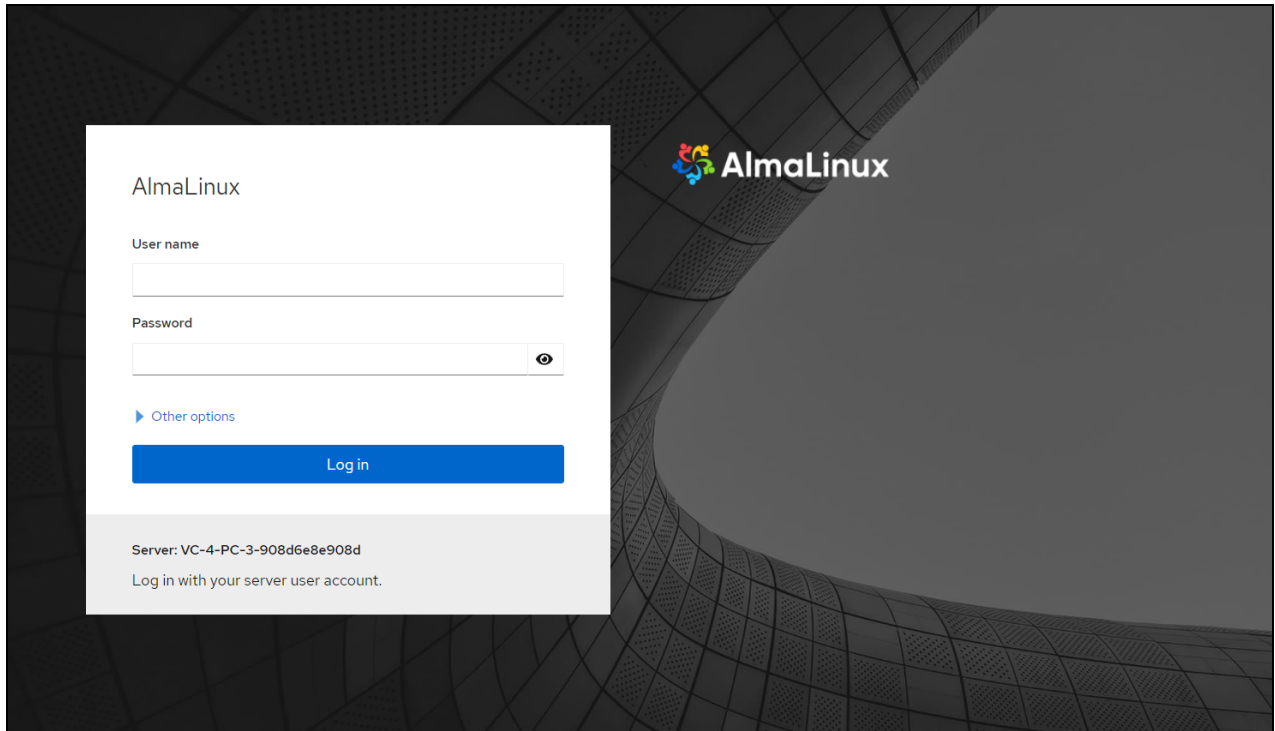 AlmaLinux
User name
Password
Other options
Log in
Server: VC-4-PC-3-908d6e8e908d
Log in with your server user account.
AlmaLinux